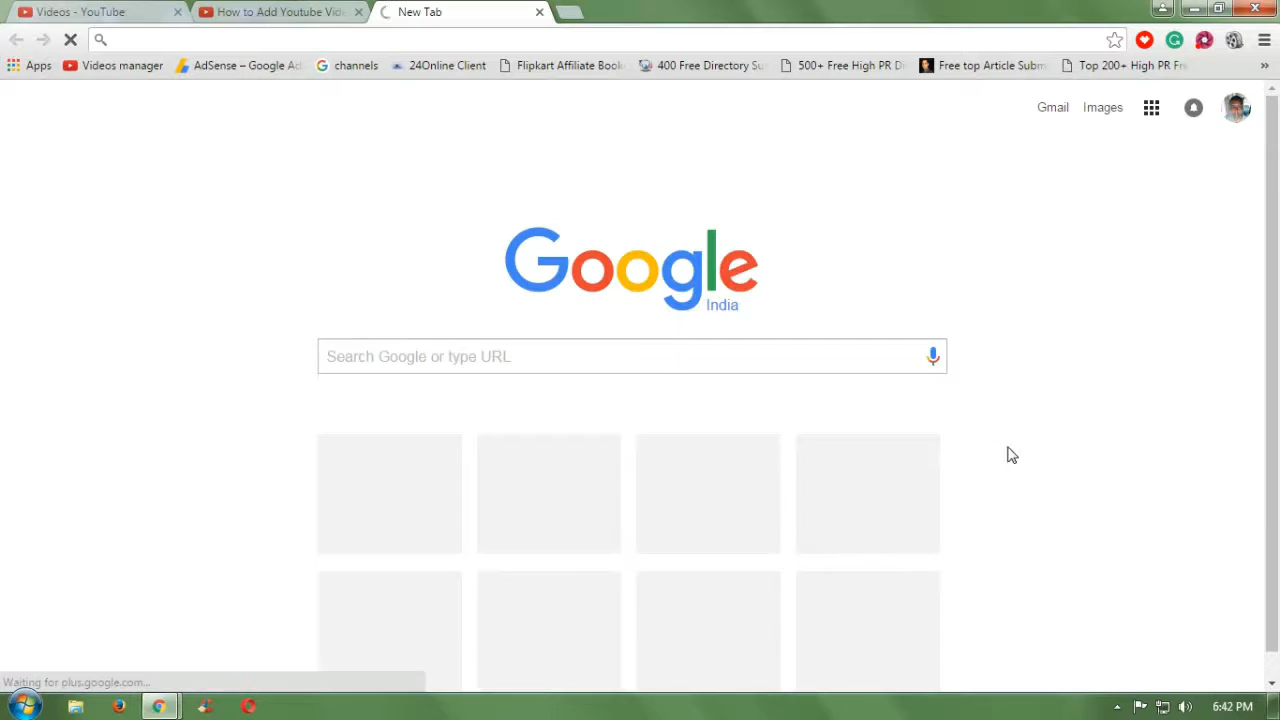 Videos - YouTube
How to Add Youtube Vide
New Tab
Apps
Videos manager
AdSense – Google Ad
channels
24Online Client
Flipkart Affiliate Book
400 Free Directory Su
500+ Free High PR Di
Free top Article Subm
Top 200+ High PR Fr
»
Gmail
Images
Google
India
Search Google or type URL
Waiting for plus.google.com...
6:42 PM